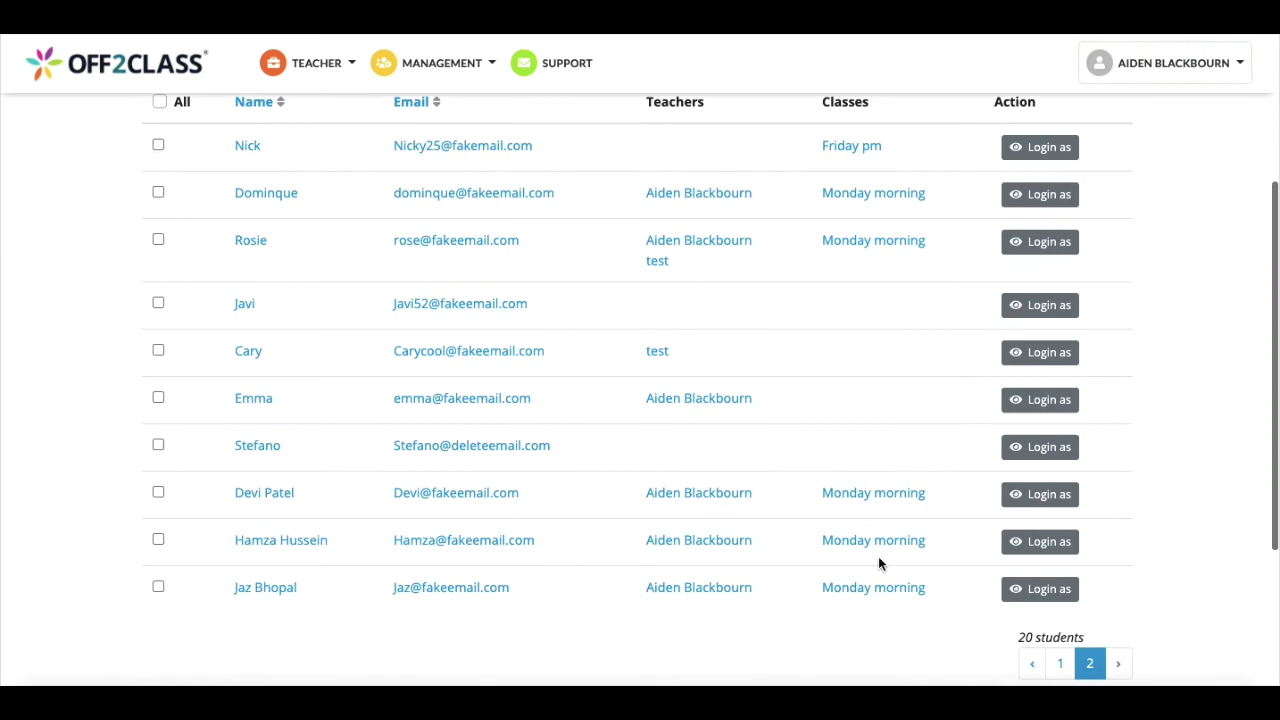 OFF2CLASS® TEACHER MANAGEMENT SUPPORT AIDEN BLACKBOURN
All Name Email Teachers Classes Action
Nick Nicky25@fakemail.com Friday pm Login as
Dominque dominque@fakeemail.com Aiden Blackbourn Monday morning Login as
Rosie rose@fakeemail.com Aiden Blackbourn Monday morning Login as
test
Javi Javi52@fakeemail.com Login as
Cary Carycool@fakeemail.com test Login as
Emma emma@fakeemail.com Aiden Blackbourn Login as
Stefano Stefano@deleteemail.com Login as
Devi Patel Devi@fakeemail.com Aiden Blackbourn Monday morning Login as
Hamza Hussein Hamza@fakeemail.com Aiden Blackbourn Monday morning Login as
Jaz Bhopal Jaz@fakeemail.com Aiden Blackbourn Monday morning Login as
20 students
‹ 1 2 ›